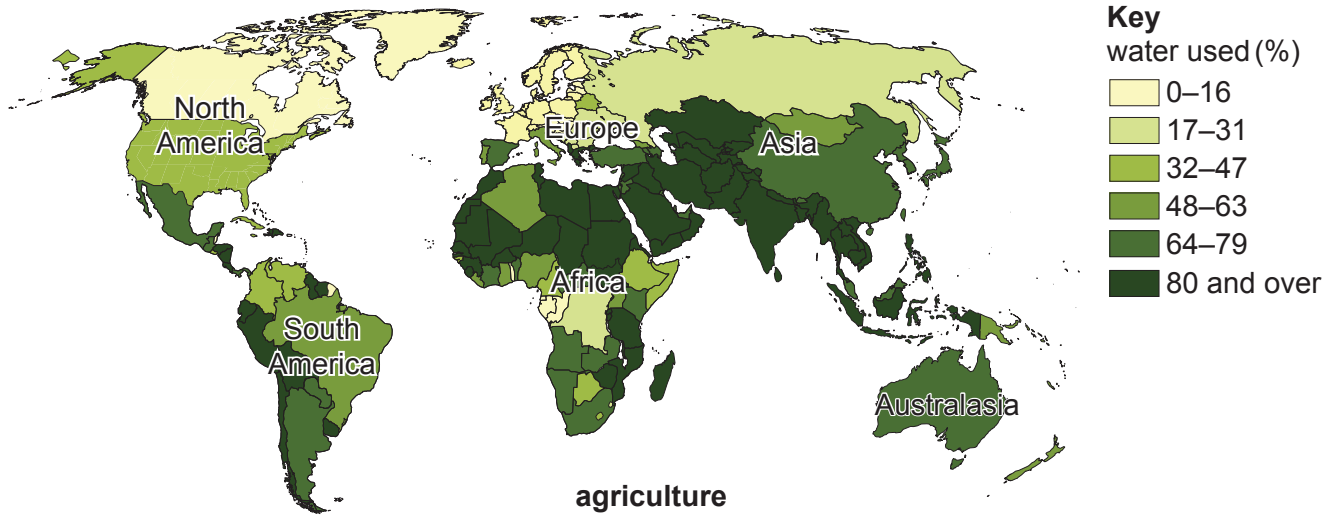 Key
water used (%)
0–16
17–31
32–47
48–63
64–79
80 and over
North
America
Europe
Asia
Africa
South
America
Australasia
agriculture